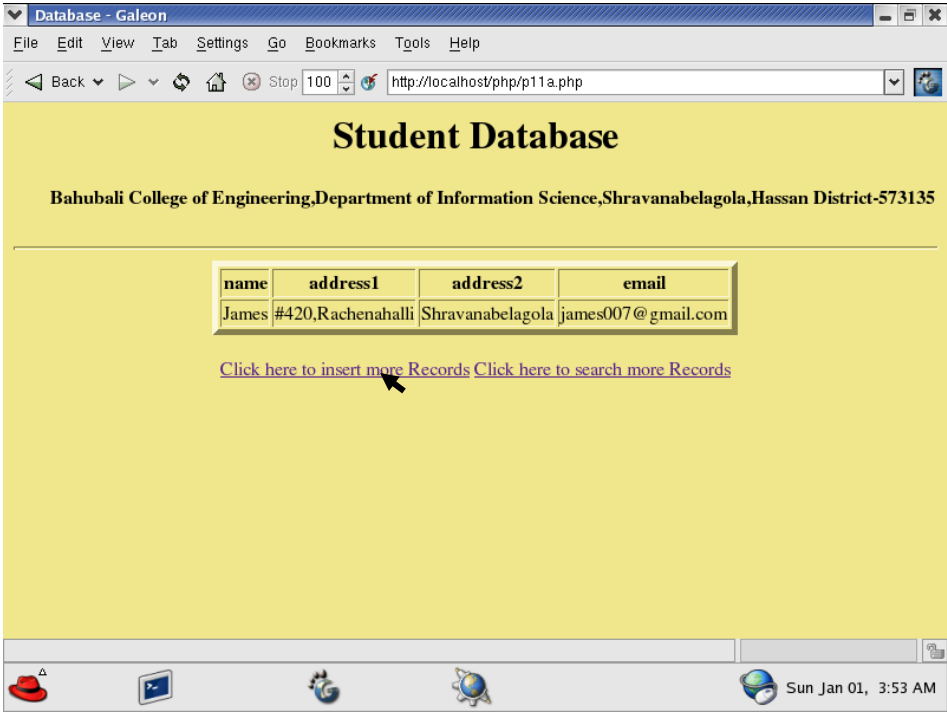 Database - Galeon
File Edit View Tab Settings Go Bookmarks Tools Help
Back Stop 100 http://localhost/php/p11a.php
Student Database
Bahubali College of Engineering,Department of Information Science,Shravanabelagola,Hassan District-573135
name address1 address2 email
James #420,Rachenahalli Shravanabelagola james007@gmail.com
Click here to insert more Records Click here to search more Records
Sun Jan 01, 3:53 AM